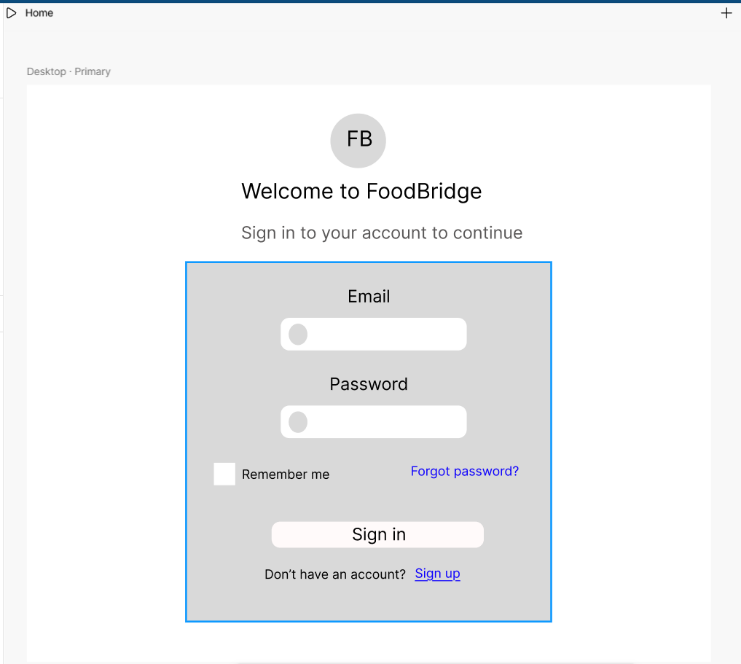 Home
Desktop · Primary
FB
Welcome to FoodBridge
Sign in to your account to continue
Email
Password
Remember me
Forgot password?
Sign in
Don't have an account? Sign up